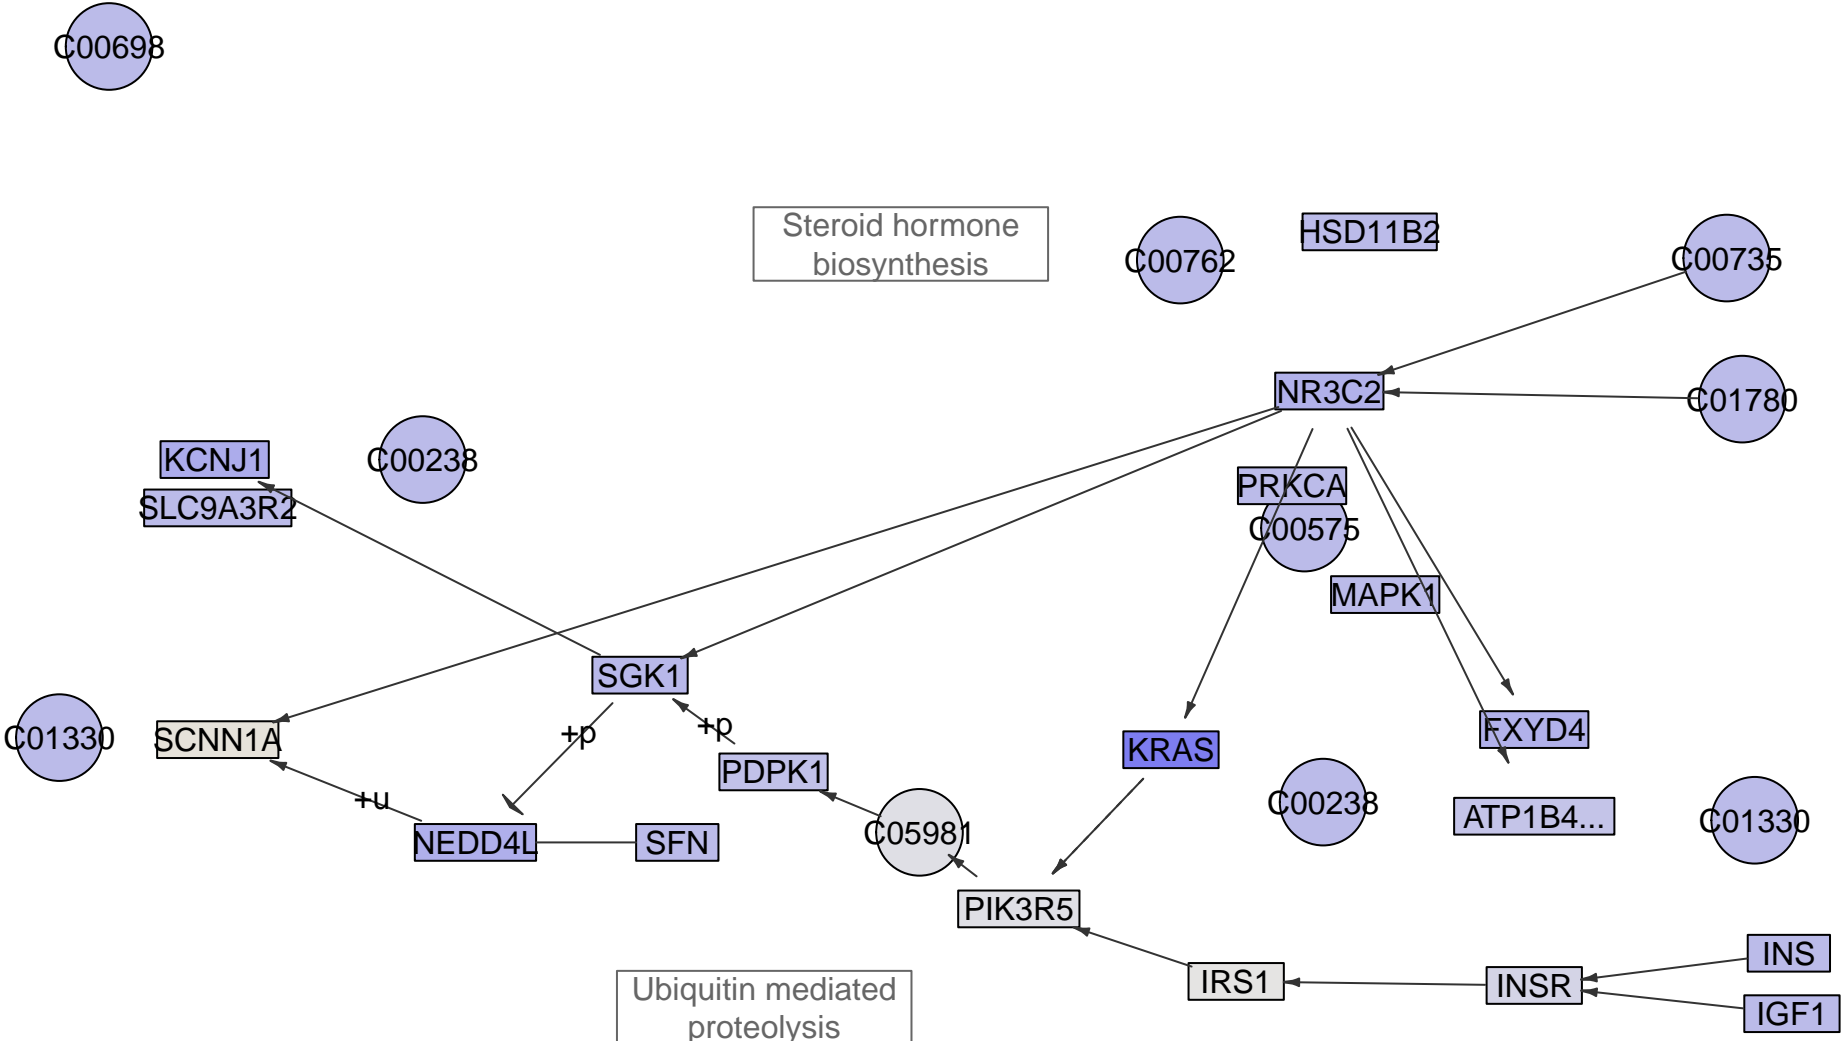 C00698
Steroid hormone
biosynthesis
C00762
HSD11B2
C00735
NR3C2
C01780
KCNJ1
C00238
SLC9A3R2
PRKCA
C00575
MAPK1
SGK1
C01330
SCNN1A
+p
+p
PDPK1
KRAS
FXYD4
+u
C00238
ATP1B4...
C01330
NEDD4L
SFN
C05981
PIK3R5
INS
IRS1
INSR
IGF1
Ubiquitin mediated
proteolysis